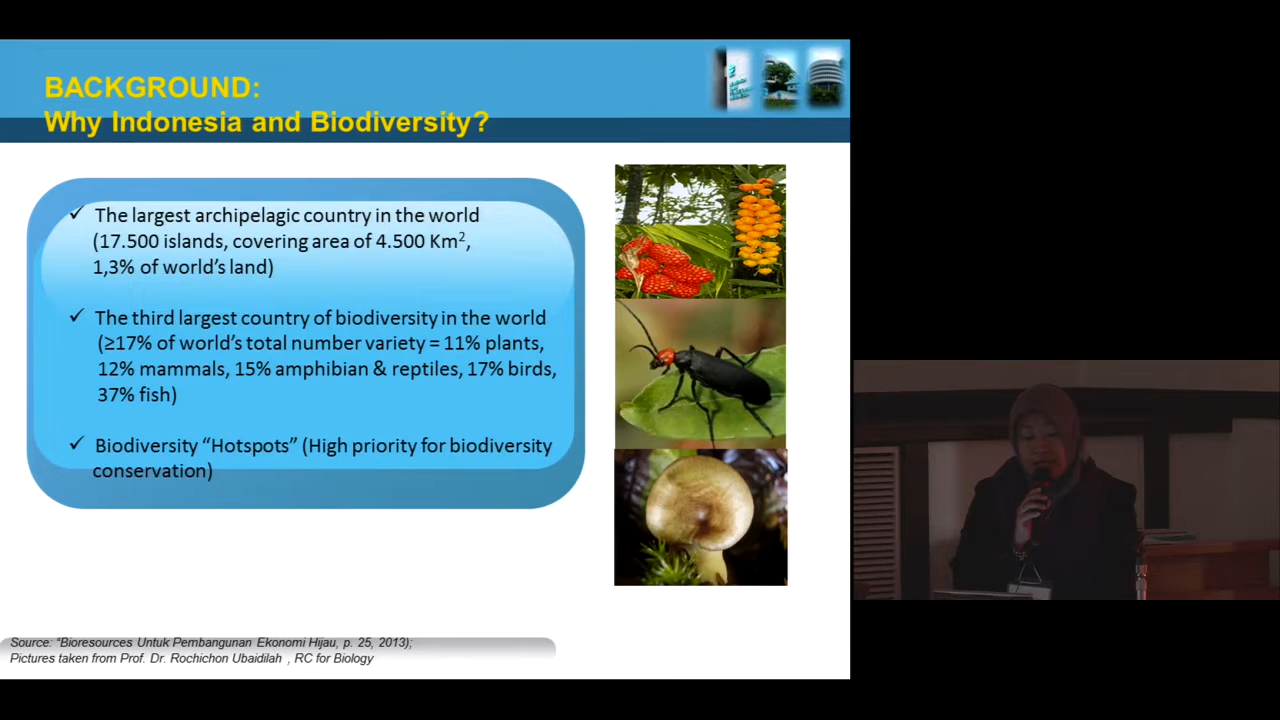 BACKGROUND:
Why Indonesia and Biodiversity?
✓ The largest archipelagic country in the world
(17.500 islands, covering area of 4.500 Km²,
1,3% of world's land)
✓ The third largest country of biodiversity in the world
(≥17% of world's total number variety = 11% plants,
12% mammals, 15% amphibian & reptiles, 17% birds,
37% fish)
✓ Biodiversity “Hotspots” (High priority for biodiversity
conservation)
Source: “Bioresources Untuk Pembangunan Ekonomi Hijau, p. 25, 2013);
Pictures taken from Prof. Dr. Rochichon Ubaidilah , RC for Biology